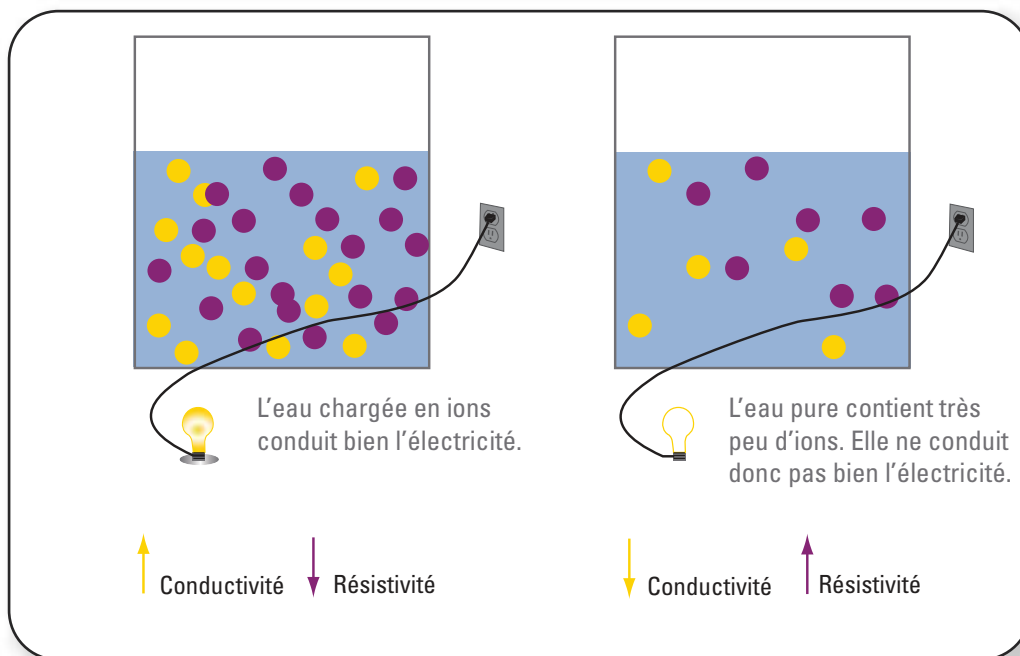 L’eau chargée en ions
conduit bien l’électricité.
L’eau pure contient très
peu d’ions. Elle ne conduit
donc pas bien l’électricité.
Conductivité
Résistivité
Conductivité
Résistivité